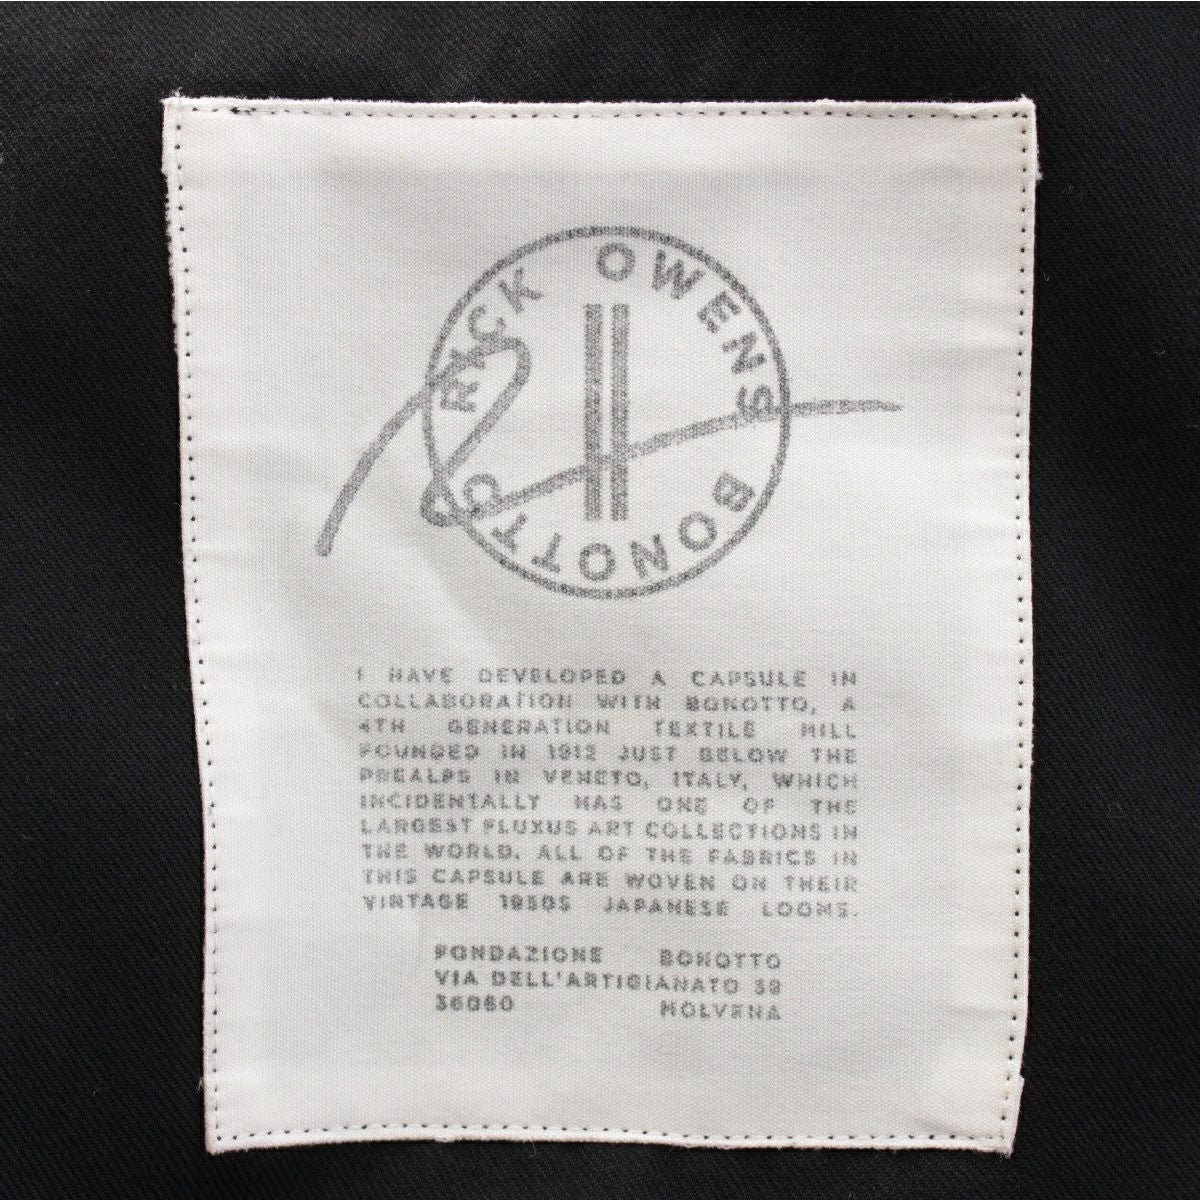 RICK OWENS
BONOTTO
I HAVE DEVELOPED A CAPSULE IN
COLLABORATION WITH BONOTTO, A
4TH GENERATION TEXTILE MILL
FOUNDED IN 1912 JUST BELOW THE
PREALPS IN VENETO, ITALY, WHICH
INCIDENTALLY HAS ONE OF THE
LARGEST FLUXUS ART COLLECTIONS IN
THE WORLD. ALL OF THE FABRICS IN
THIS CAPSULE ARE WOVEN ON THEIR
VINTAGE 1950S JAPANESE LOOMS.
FONDAZIONE BONOTTO
VIA DELL'ARTIGIANATO 39
36060 MOLVENA